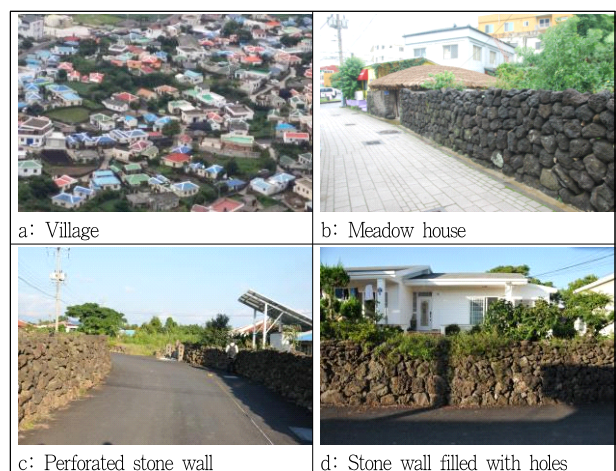 a: Village
b: Meadow house
c: Perforated stone wall
d: Stone wall filled with holes